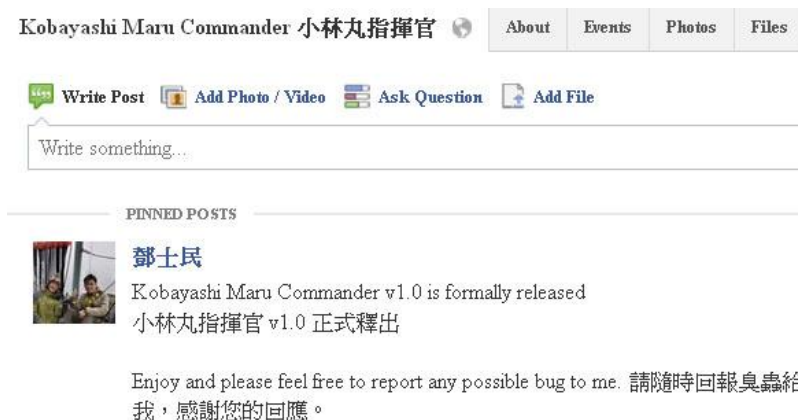 Kobayashi Maru Commander 小林丸指揮官 About Events Photos Files
Write Post Add Photo / Video Ask Question Add File
Write something...
PINNED POSTS
鄧士民
Kobayashi Maru Commander v1.0 is formally released
小林丸指揮官 v1.0 正式釋出
Enjoy and please feel free to report any possible bug to me. 請隨時回報臭蟲給
我，感謝您的回應。